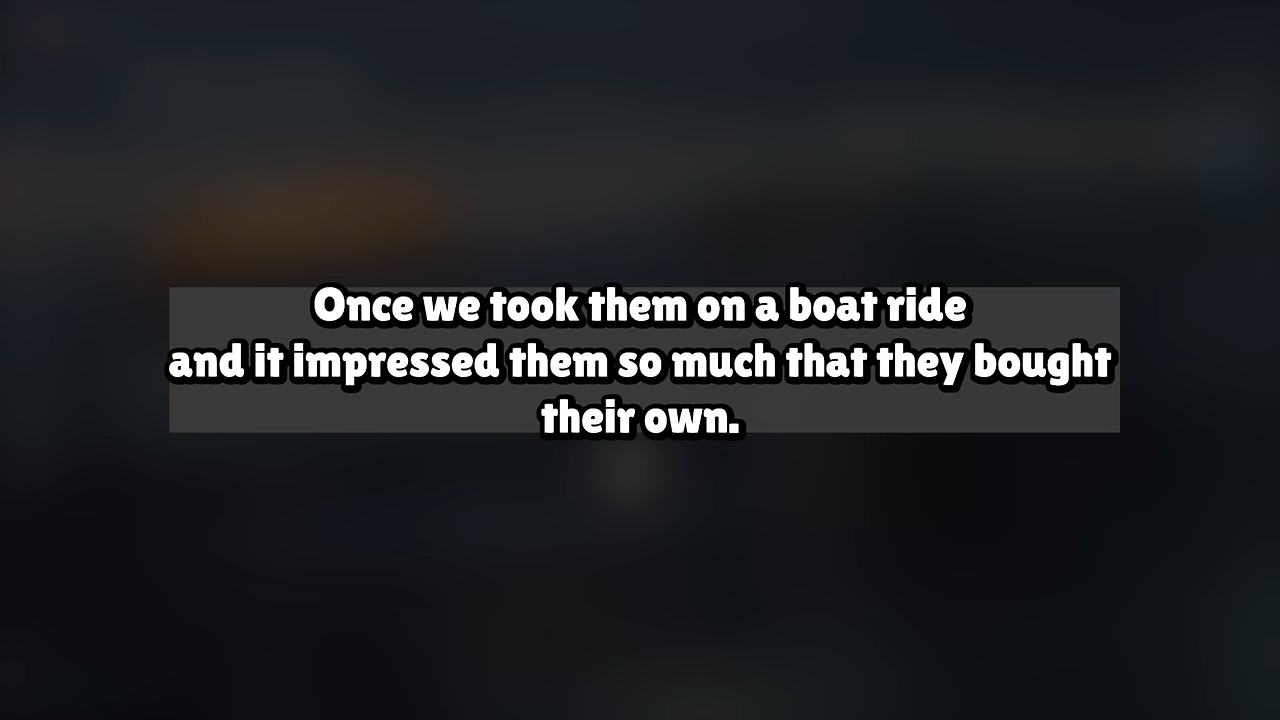 Once we took them on a boat ride
and it impressed them so much that they bought
their own.